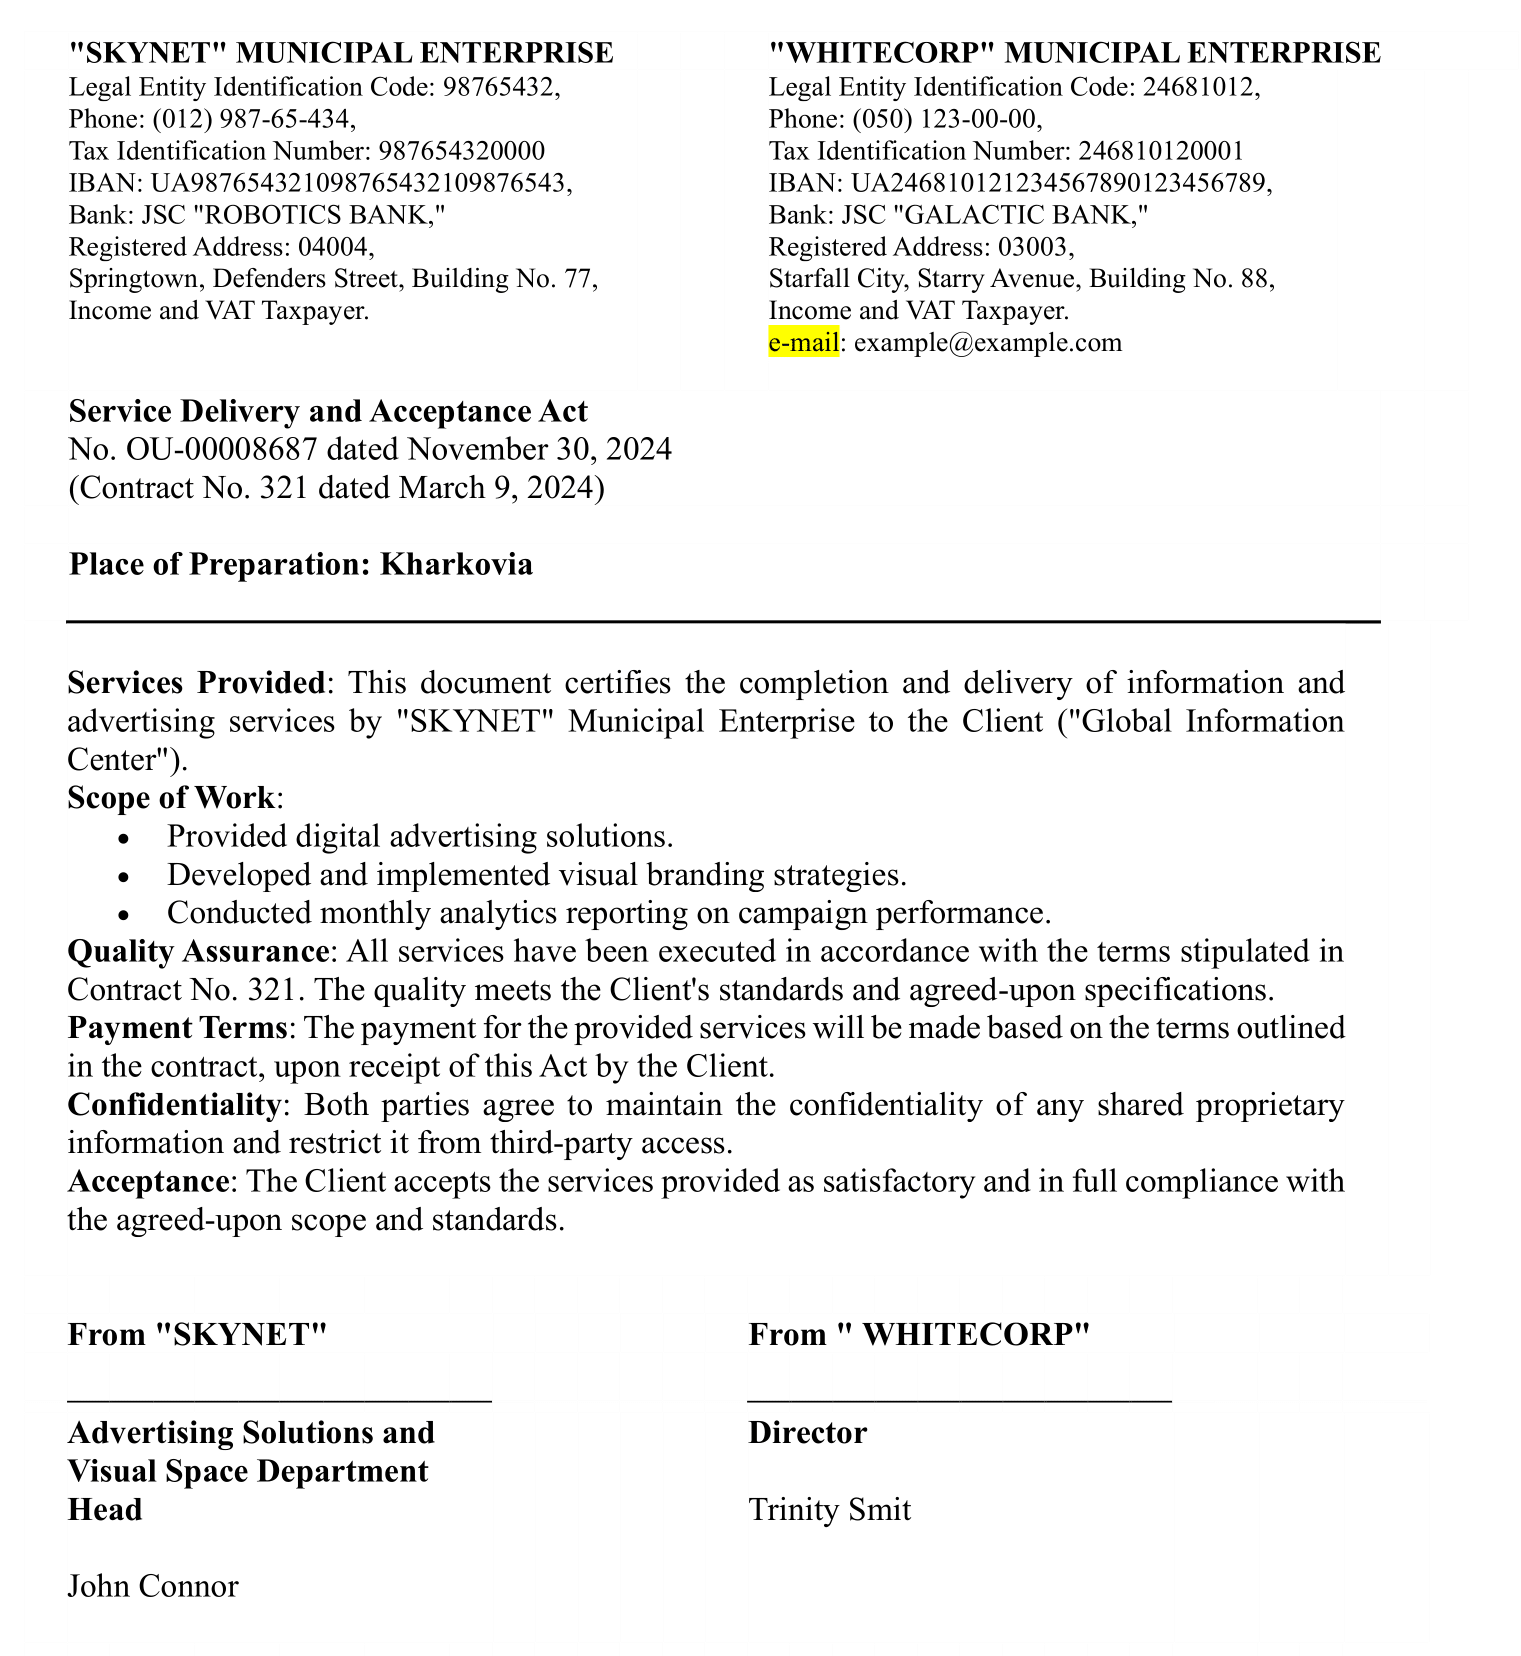 "SKYNET" MUNICIPAL ENTERPRISE
Legal Entity Identification Code: 98765432,
Phone: (012) 987-65-434,
Tax Identification Number: 987654320000
IBAN: UA987654321098765432109876543,
Bank: JSC "ROBOTICS BANK,"
Registered Address: 04004,
Springtown, Defenders Street, Building No. 77,
Income and VAT Taxpayer.
"WHITECORP" MUNICIPAL ENTERPRISE
Legal Entity Identification Code: 24681012,
Phone: (050) 123-00-00,
Tax Identification Number: 246810120001
IBAN: UA246810121234567890123456789,
Bank: JSC "GALACTIC BANK,"
Registered Address: 03003,
Starfall City, Starry Avenue, Building No. 88,
Income and VAT Taxpayer.
e-mail: example@example.com
Service Delivery and Acceptance Act
No. OU-00008687 dated November 30, 2024
(Contract No. 321 dated March 9, 2024)
Place of Preparation: Kharkovia
Services Provided: This document certifies the completion and delivery of information and
advertising services by "SKYNET" Municipal Enterprise to the Client ("Global Information
Center").
Scope of Work:
• Provided digital advertising solutions.
• Developed and implemented visual branding strategies.
• Conducted monthly analytics reporting on campaign performance.
Quality Assurance: All services have been executed in accordance with the terms stipulated in
Contract No. 321. The quality meets the Client's standards and agreed-upon specifications.
Payment Terms: The payment for the provided services will be made based on the terms outlined
in the contract, upon receipt of this Act by the Client.
Confidentiality: Both parties agree to maintain the confidentiality of any shared proprietary
information and restrict it from third-party access.
Acceptance: The Client accepts the services provided as satisfactory and in full compliance with
the agreed-upon scope and standards.
From "SKYNET"
Advertising Solutions and
Visual Space Department
Head
John Connor
From " WHITECORP"
Director
Trinity Smit